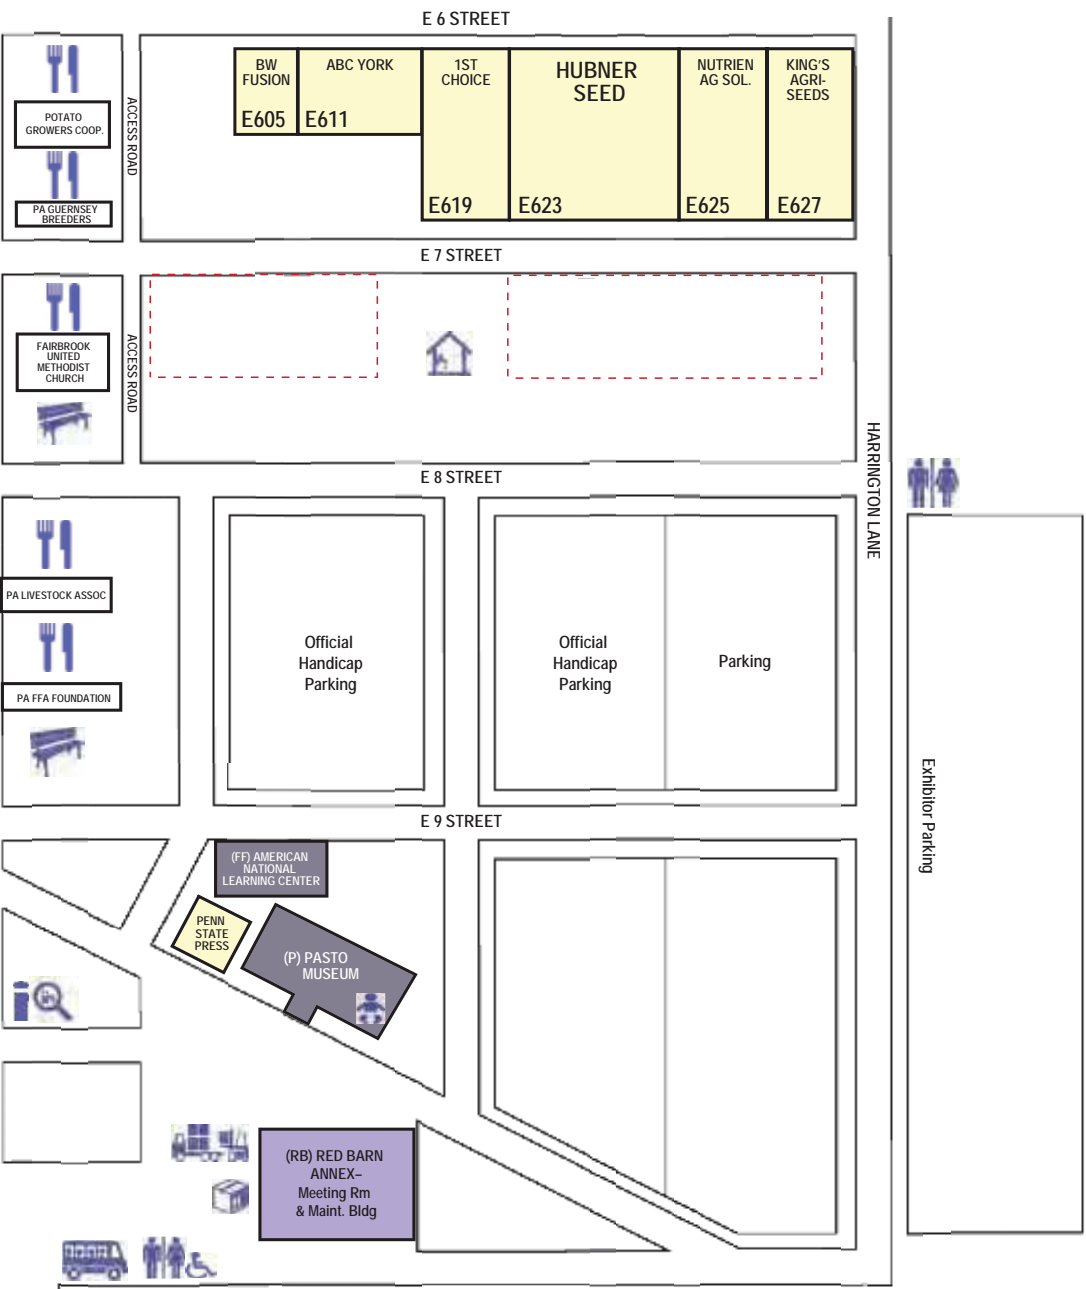 E 6 STREET
POTATO
GROWERS COOP.
PA GUERNSEY
BREEDERS
ACCESS ROAD
BW
FUSION
E605
ABC YORK
E611
1ST
CHOICE
E619
HUBNER
SEED
E623
NUTRIEN
AG SOL.
E625
KING'S
AGRI-
SEEDS
E627
E 7 STREET
FAIRBROOK
UNITED
METHODIST
CHURCH
ACCESS ROAD
HARRINGTON LANE
E 8 STREET
PA LIVESTOCK ASSOC
PA FFA FOUNDATION
Official
Handicap
Parking
Official
Handicap
Parking
Parking
Exhibitor Parking
E 9 STREET
(FF) AMERICAN
NATIONAL
LEARNING CENTER
PENN
STATE
PRESS
(P) PASTO
MUSEUM
i
(RB) RED BARN
ANNEX–
Meeting Rm
& Maint. Bldg